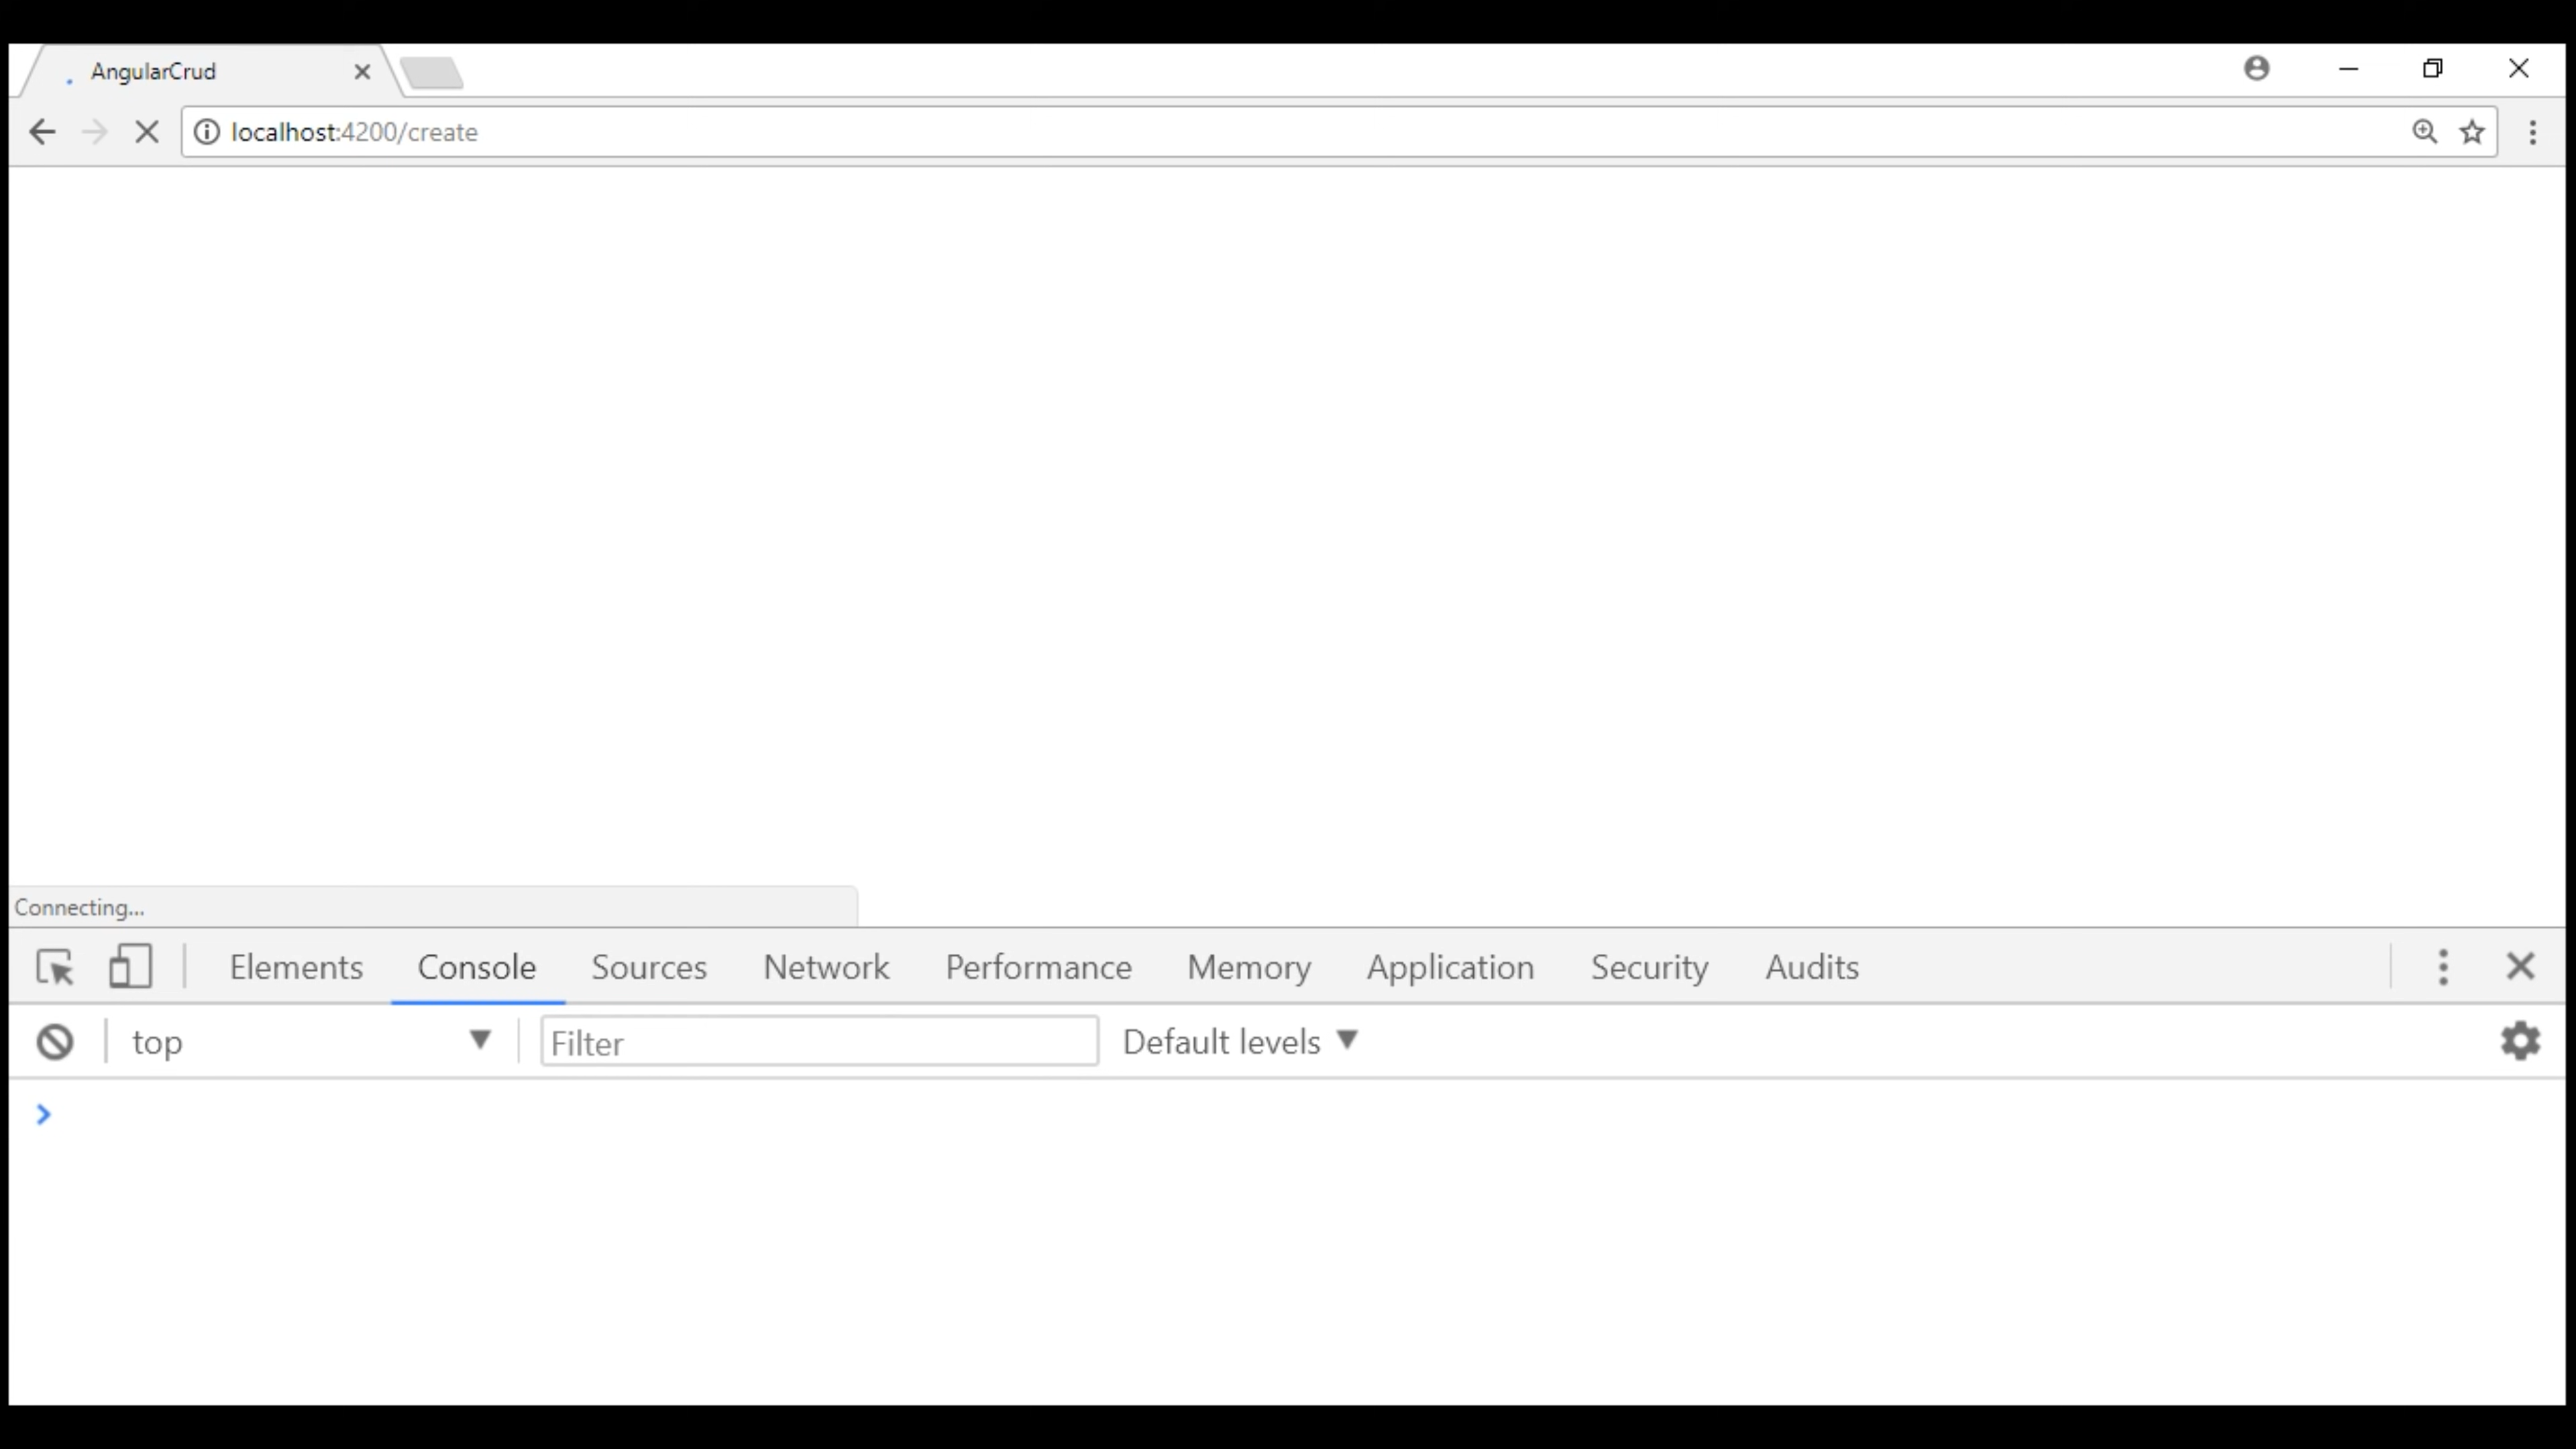 AngularCrud
localhost:4200/create
Connecting...
Elements Console Sources Network Performance Memory Application Security Audits
top Filter Default levels